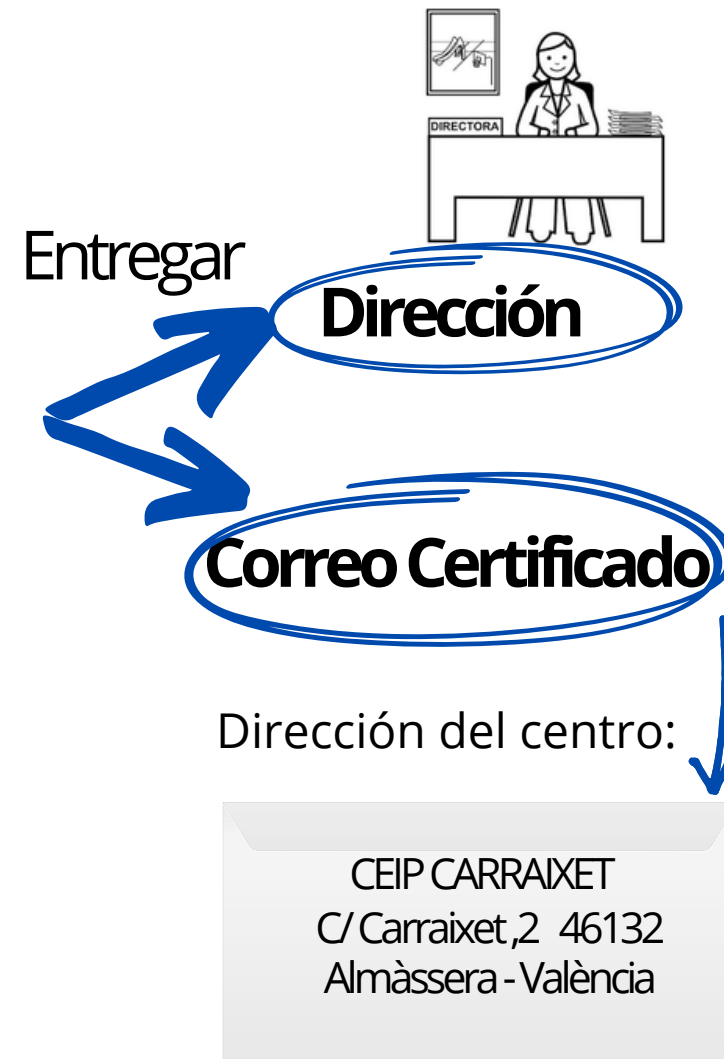 DIRECTORA
Entregar
Dirección
Correo Certificado
Dirección del centro:
CEIP CARRAIXET
C/ Carraixet ,2 46132
Almàssera - València